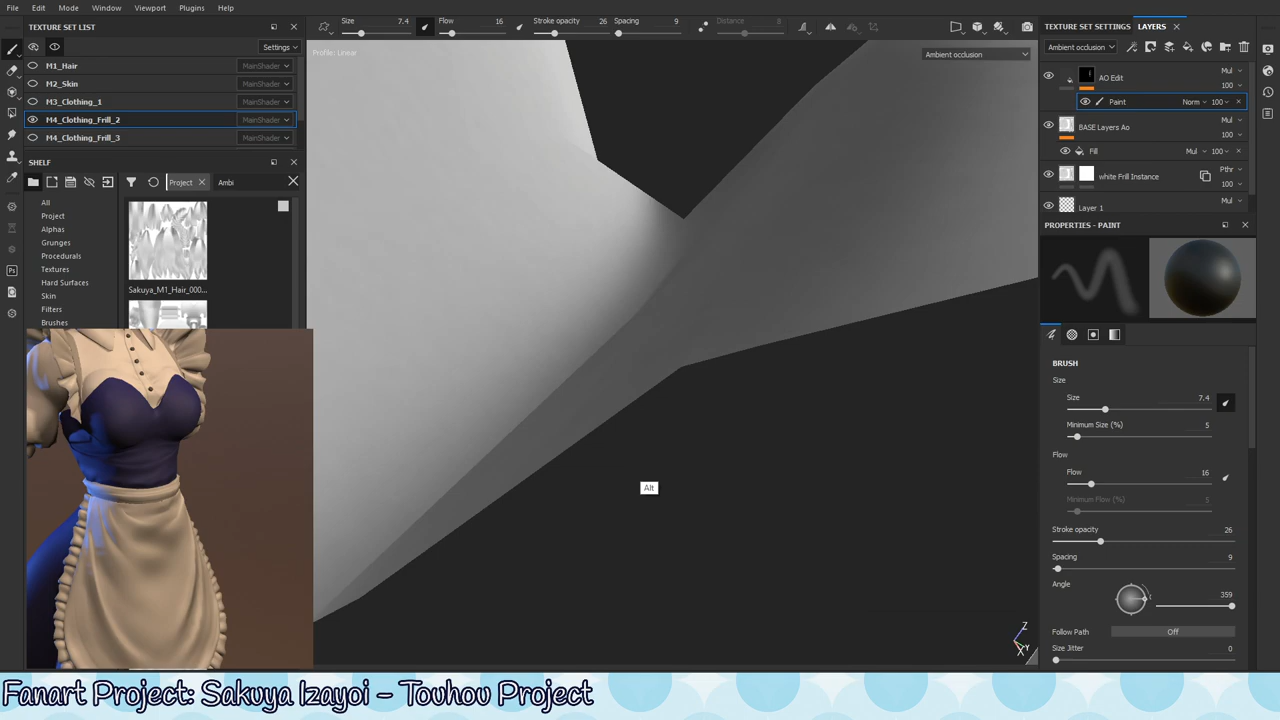 File Edit Mode Window Viewport Plugins Help
TEXTURE SET LIST
Settings
M1_Hair MainShader
M2_Skin MainShader
M3_Clothing_1 MainShader
M4_Clothing_Frill_2 MainShader
M4_Clothing_Frill_3 MainShader
SHELF
Project Ambi
All
Project
Alphas
Grunges
Procedurals
Textures
Hard Surfaces
Skin
Filters
Brushes
Sakuya_M1_Hair_000...
Size 7.4
Flow 16
Stroke opacity 26
Spacing 9
Distance 8
Profile: Linear
Ambient occlusion
Alt
Z
Y
X
TEXTURE SET SETTINGS LAYERS
Ambient occlusion
AO Edit Mul 100
Paint Norm 100
BASE Layers Ao Mul 100
Fill Mul 100
white Frill Instance Pthr 100
Layer 1 Mul
PROPERTIES - PAINT
BRUSH
Size
Size 7.4
Minimum Size (%) 5
Flow
Flow 16
Minimum Flow (%) 5
Stroke opacity 26
Spacing 9
Angle 359
Follow Path Off
Size Jitter 0
Ps
Fanart Project: Sakuya Izayoi - Touhou Project